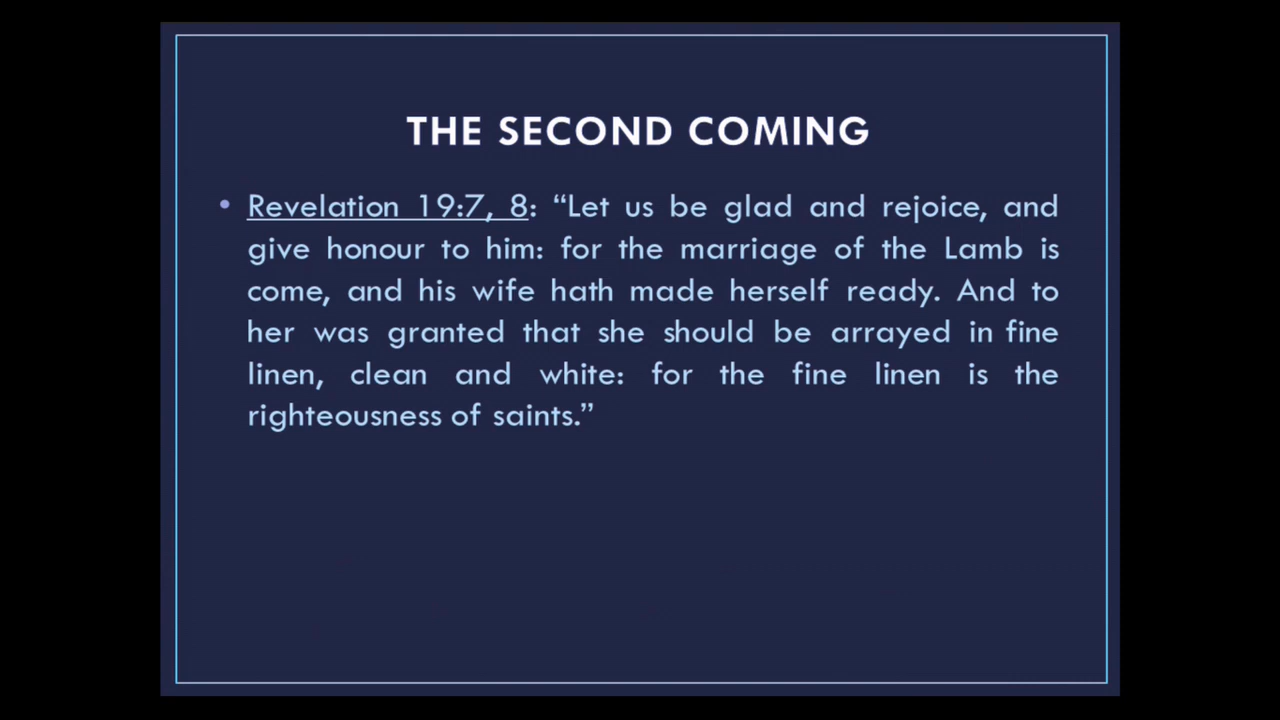 THE SECOND COMING
• Revelation 19:7, 8: “Let us be glad and rejoice, and
give honour to him: for the marriage of the Lamb is
come, and his wife hath made herself ready. And to
her was granted that she should be arrayed in fine
linen, clean and white: for the fine linen is the
righteousness of saints.”